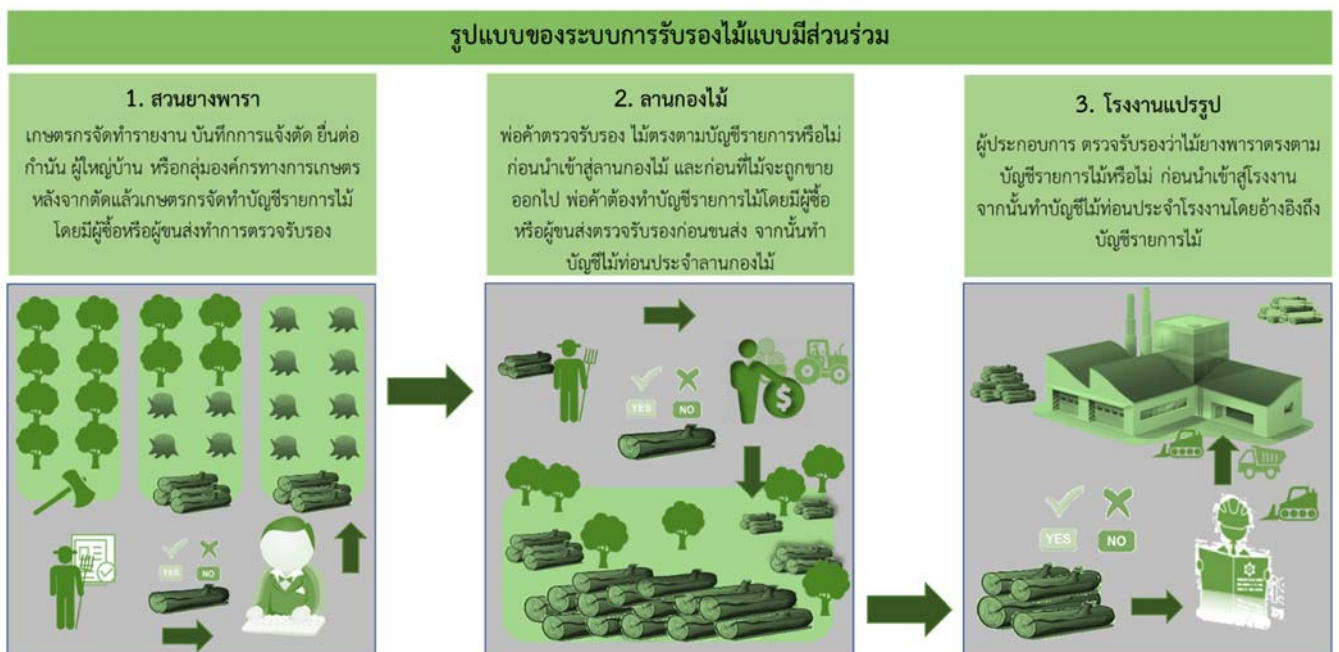 รูปแบบของระบบการรับรองไม้แบบมีส่วนร่วม
1. สวนยางพารา
เกษตรกรจัดทำรายงาน บันทึกการแจ้งตัด ยื่นต่อ
กำนัน ผู้ใหญ่บ้าน หรือกลุ่มองค์กรทางการเกษตร
หลังจากตัดแล้วเกษตรกรจัดทำบัญชีรายการไม้
โดยมีผู้ซื้อหรือผู้ขนส่งทำการตรวจรับรอง
2. ลานกองไม้
พ่อค้าตรวจรับรอง ไม้ตรงตามบัญชีรายการหรือไม่
ก่อนนำเข้าสู่ลานกองไม้ และก่อนที่ไม้จะถูกขาย
ออกไป พ่อค้าต้องทำบัญชีรายการไม้โดยมีผู้ซื้อ
หรือผู้ขนส่งตรวจรับรองก่อนขนส่ง จากนั้นทำ
บัญชีไม้ท่อนประจำลานกองไม้
3. โรงงานแปรรูป
ผู้ประกอบการ ตรวจรับรองว่าไม้ยางพาราตรงตาม
บัญชีรายการไม้หรือไม่ ก่อนนำเข้าสู่โรงงาน
จากนั้นทำบัญชีไม้ท่อนประจำโรงงานโดยอ้างอิงถึง
บัญชีรายการไม้
YES NO
YES NO
$
YES NO